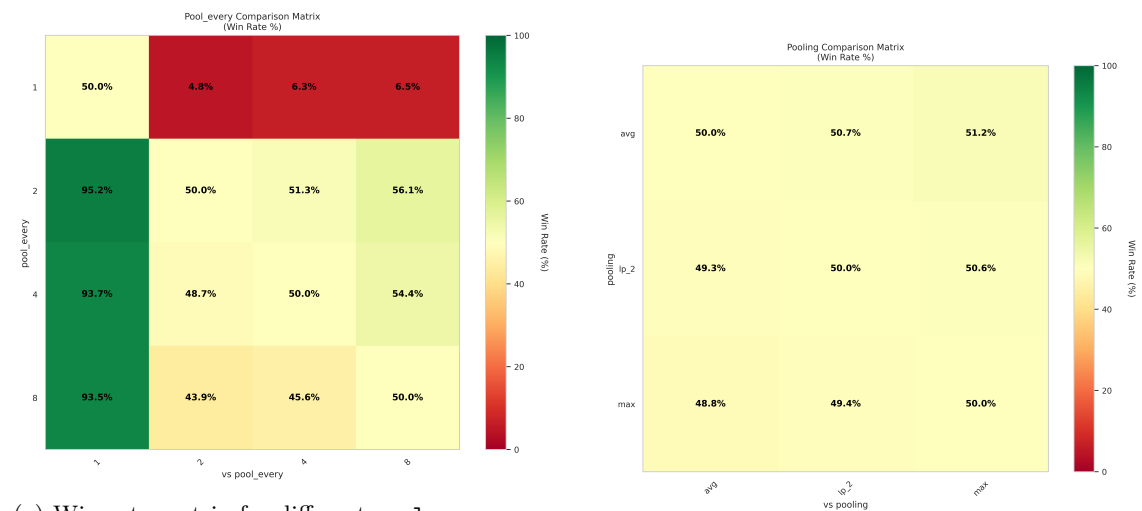 Pool_every Comparison Matrix
(Win Rate %)
1
50.0% 4.8% 6.3% 6.5%
2
95.2% 50.0% 51.3% 56.1%
4
93.7% 48.7% 50.0% 54.4%
8
93.5% 43.9% 45.6% 50.0%
pool_every
1 2 4 8
vs pool_every
100
80
60
40
20
0
Win Rate (%)
Pooling Comparison Matrix
(Win Rate %)
avg
50.0% 50.7% 51.2%
lp_2
49.3% 50.0% 50.6%
max
48.8% 49.4% 50.0%
pooling
avg lp_2 max
vs pooling
100
80
60
40
20
0
Win Rate (%)